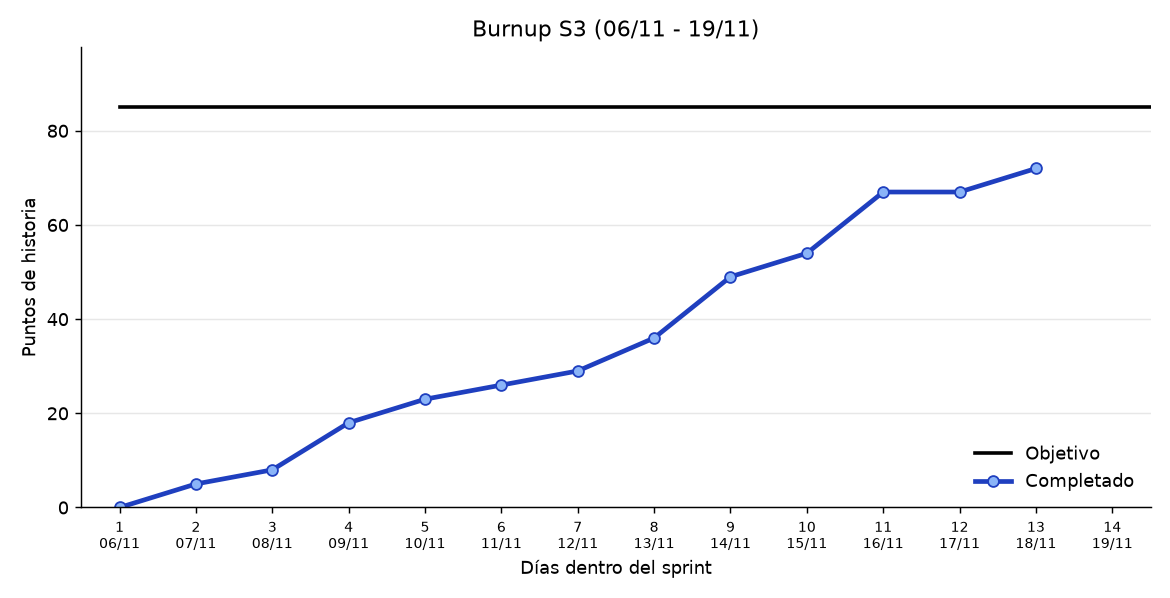 Burnup S3 (06/11 - 19/11)
Puntos de historia
80
60
40
20
0
1 2 3 4 5 6 7 8 9 10 11 12 13 14
06/11 07/11 08/11 09/11 10/11 11/11 12/11 13/11 14/11 15/11 16/11 17/11 18/11 19/11
Días dentro del sprint
Objetivo
Completado